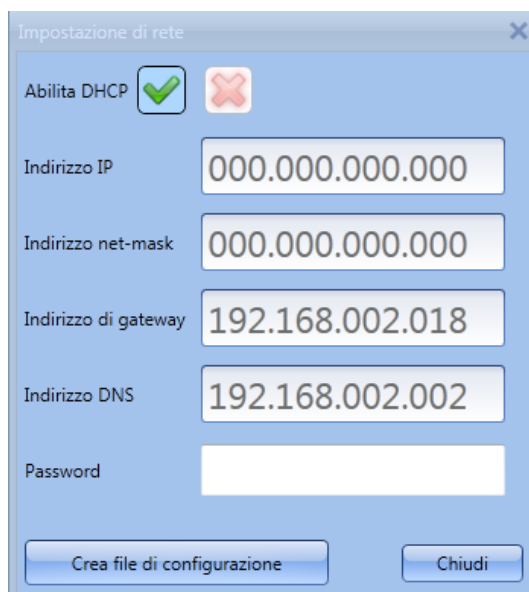 Impostazione di rete
Abilita DHCP
Indirizzo IP 000.000.000.000
Indirizzo net-mask 000.000.000.000
Indirizzo di gateway 192.168.002.018
Indirizzo DNS 192.168.002.002
Password
Crea file di configurazione Chiudi